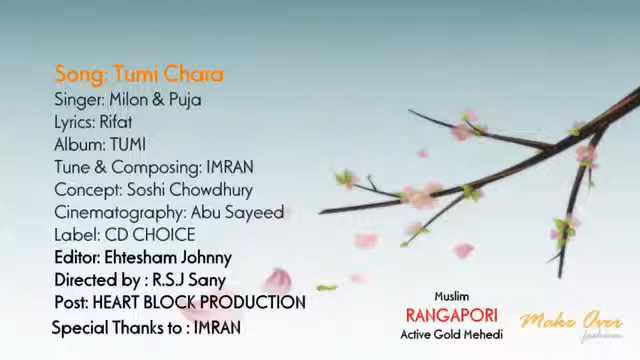 Song: Tumi Chara
Singer: Milon & Puja
Lyrics: Rifat
Album: TUMI
Tune & Composing: IMRAN
Concept: Soshi Chowdhury
Cinematography: Abu Sayeed
Label: CD CHOICE
Editor: Ehtesham Johnny
Directed by : R.S.J Sany
Post: HEART BLOCK PRODUCTION
Special Thanks to : IMRAN
Muslim
RANGAPORI
Active Gold Mehedi
Make Over
fashion